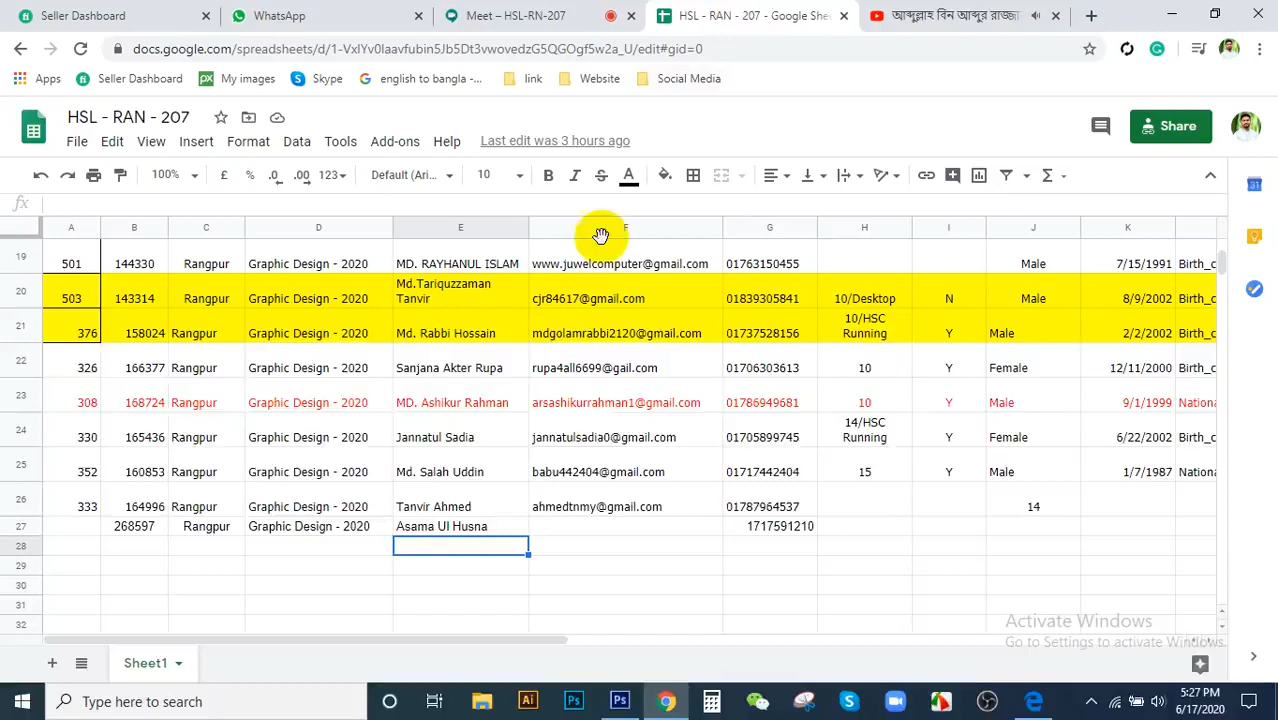 Seller Dashboard
WhatsApp
Meet – HSL-RN-207
HSL - RAN - 207 - Google Shee
আব্দুল্লাহ বিন আব্দুর রাজ্জা
docs.google.com/spreadsheets/d/1-VxlYv0Iaavfubin5Jb5Dt3vwovedzG5QGOgf5w2a_U/edit#gid=0
Apps
Seller Dashboard
My images
Skype
english to bangla -...
link
Website
Social Media
HSL - RAN - 207
Share
File Edit View Insert Format Data Tools Add-ons Help Last edit was 3 hours ago
100% £ % .0 .00 123 Default (Ari... 10 B I S A
fx
A B C D E F G H I J K
19 501 144330 Rangpur Graphic Design - 2020 MD. RAYHANUL ISLAM www.juwelcomputer@gmail.com 01763150455 Male 7/15/1991 Birth_c
20 503 143314 Rangpur Graphic Design - 2020 Md.Tariquzzaman Tanvir cjr84617@gmail.com 01839305841 10/Desktop N Male 8/9/2002 Birth_c
21 376 158024 Rangpur Graphic Design - 2020 Md. Rabbi Hossain mdgolamrabbi2120@gmail.com 01737528156 10/HSC Running Y Male 2/2/2002 Birth_c
22 326 166377 Rangpur Graphic Design - 2020 Sanjana Akter Rupa rupa4all6699@gail.com 01706303613 10 Y Female 12/11/2000 Birth_c
23 308 168724 Rangpur Graphic Design - 2020 MD. Ashikur Rahman arsashikurrahman1@gmail.com 01786949681 10 Y Male 9/1/1999 Nationa
24 330 165436 Rangpur Graphic Design - 2020 Jannatul Sadia jannatulsadia0@gmail.com 01705899745 14/HSC Running Y Female 6/22/2002 Birth_c
25 352 160853 Rangpur Graphic Design - 2020 Md. Salah Uddin babu442404@gmail.com 01717442404 15 Y Male 1/7/1987 Nationa
26 333 164996 Rangpur Graphic Design - 2020 Tanvir Ahmed ahmedtnmy@gmail.com 01787964537 14
27 268597 Rangpur Graphic Design - 2020 Asama Ul Husna 1717591210
28
29
30
31
32
Activate Windows
Go to Settings to activate Windows.
Sheet1
Type here to search
5:27 PM
6/17/2020